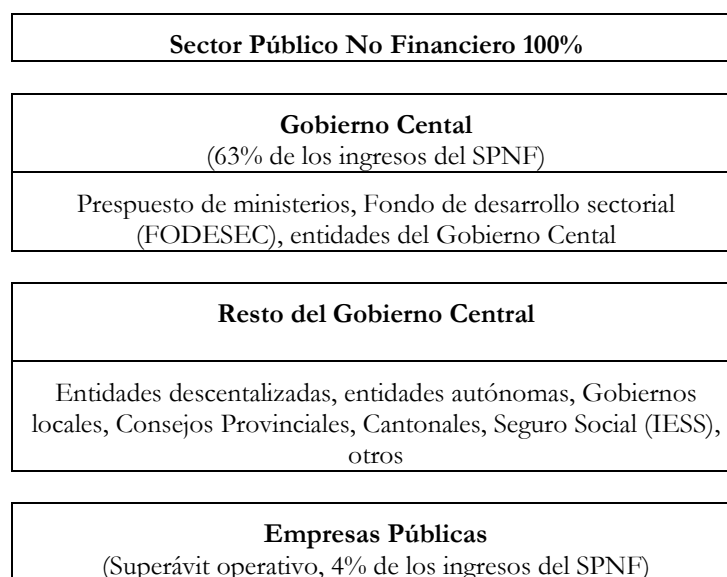 Sector Público No Financiero 100%
Gobierno Cental
(63% de los ingresos del SPNF)
Prespuesto de ministerios, Fondo de desarrollo sectorial
(FODESEC), entidades del Gobierno Cental
Resto del Gobierno Central
Entidades descentalizadas, entidades autónomas, Gobiernos
locales, Consejos Provinciales, Cantonales, Seguro Social (IESS),
otros
Empresas Públicas
(Superávit operativo, 4% de los ingresos del SPNF)